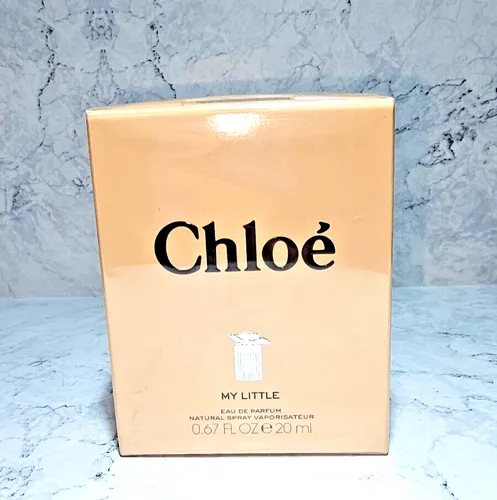 Chloé
MY LITTLE
EAU DE PARFUM
NATURAL SPRAY VAPORISATEUR
0.67 FL OZ ℮ 20 ml